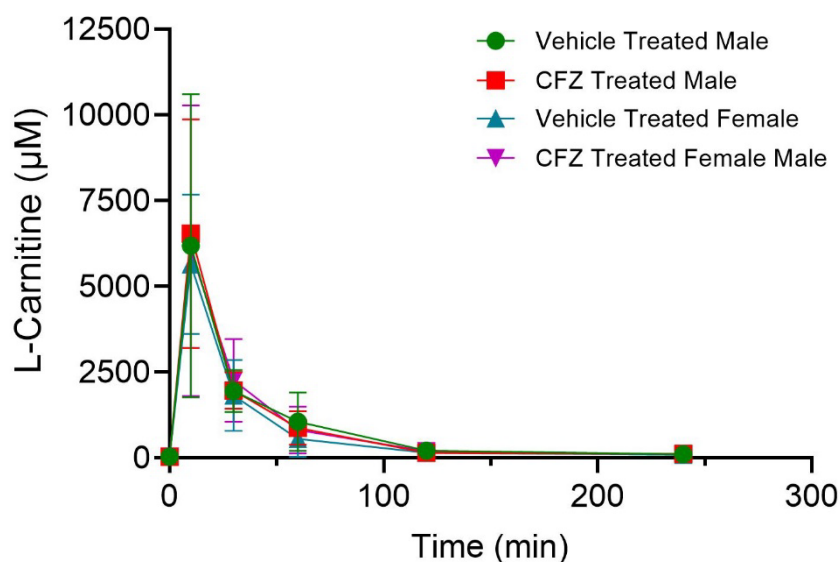 12500
10000
7500
5000
2500
0
L-Carnitine (µM)
Vehicle Treated Male
CFZ Treated Male
Vehicle Treated Female
CFZ Treated Female Male
0
100
200
300
Time (min)